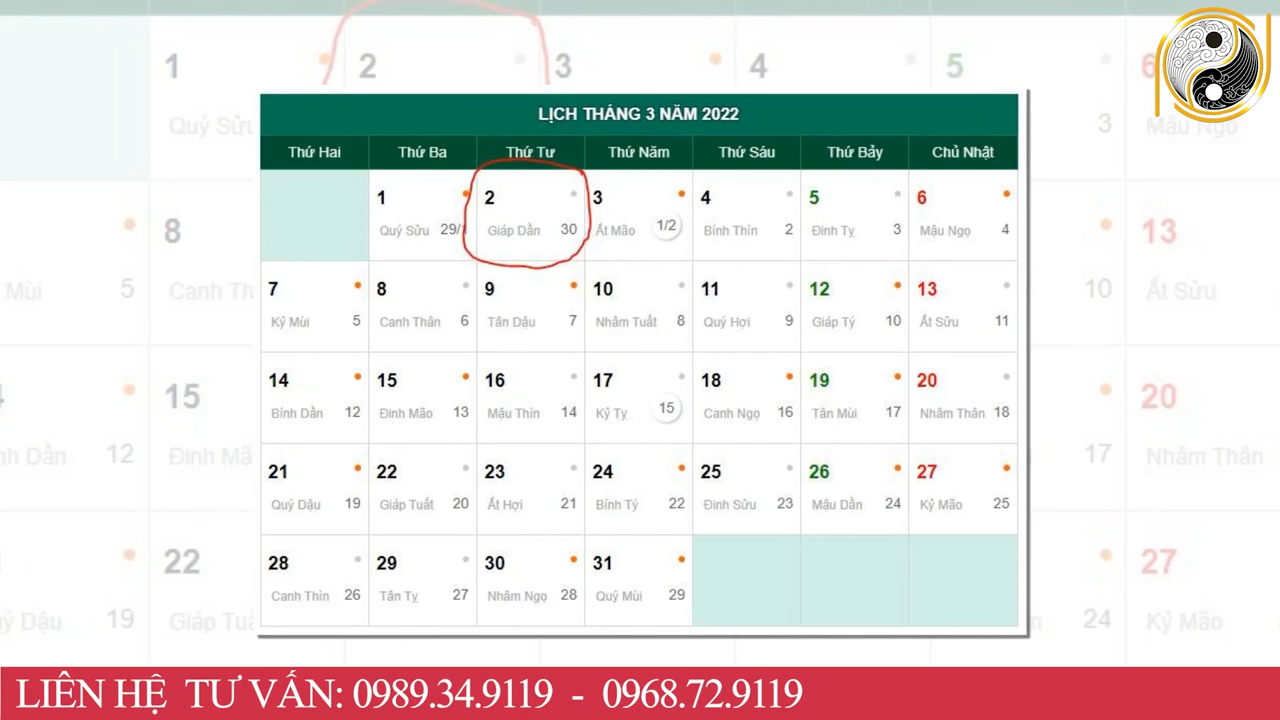 LỊCH THÁNG 3 NĂM 2022
Thứ Hai Thứ Ba Thứ Tư Thứ Năm Thứ Sáu Thứ Bảy Chủ Nhật
1 2 3 4 5 6
Quý Sửu 29/1 Giáp Dần 30 Ất Mão 1/2 Bính Thìn 2 Đinh Tỵ 3 Mậu Ngọ 4
7 8 9 10 11 12 13
Kỷ Mùi 5 Canh Thân 6 Tân Dậu 7 Nhâm Tuất 8 Quý Hợi 9 Giáp Tý 10 Ất Sửu 11
14 15 16 17 18 19 20
Bính Dần 12 Đinh Mão 13 Mậu Thìn 14 Kỷ Tỵ 15 Canh Ngọ 16 Tân Mùi 17 Nhâm Thân 18
21 22 23 24 25 26 27
Quý Dậu 19 Giáp Tuất 20 Ất Hợi 21 Bính Tý 22 Đinh Sửu 23 Mậu Dần 24 Kỷ Mão 25
28 29 30 31
Canh Thìn 26 Tân Tỵ 27 Nhâm Ngọ 28 Quý Mùi 29
LIÊN HỆ TƯ VẤN: 0989.34.9119 - 0968.72.9119